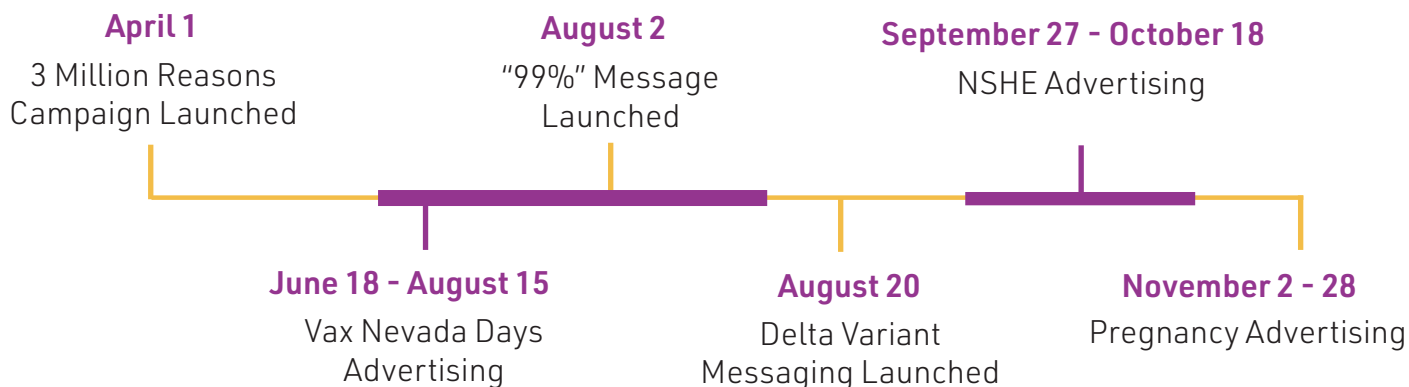 April 1
3 Million Reasons
Campaign Launched
August 2
“99%” Message
Launched
September 27 - October 18
NSHE Advertising
June 18 - August 15
Vax Nevada Days
Advertising
August 20
Delta Variant
Messaging Launched
November 2 - 28
Pregnancy Advertising